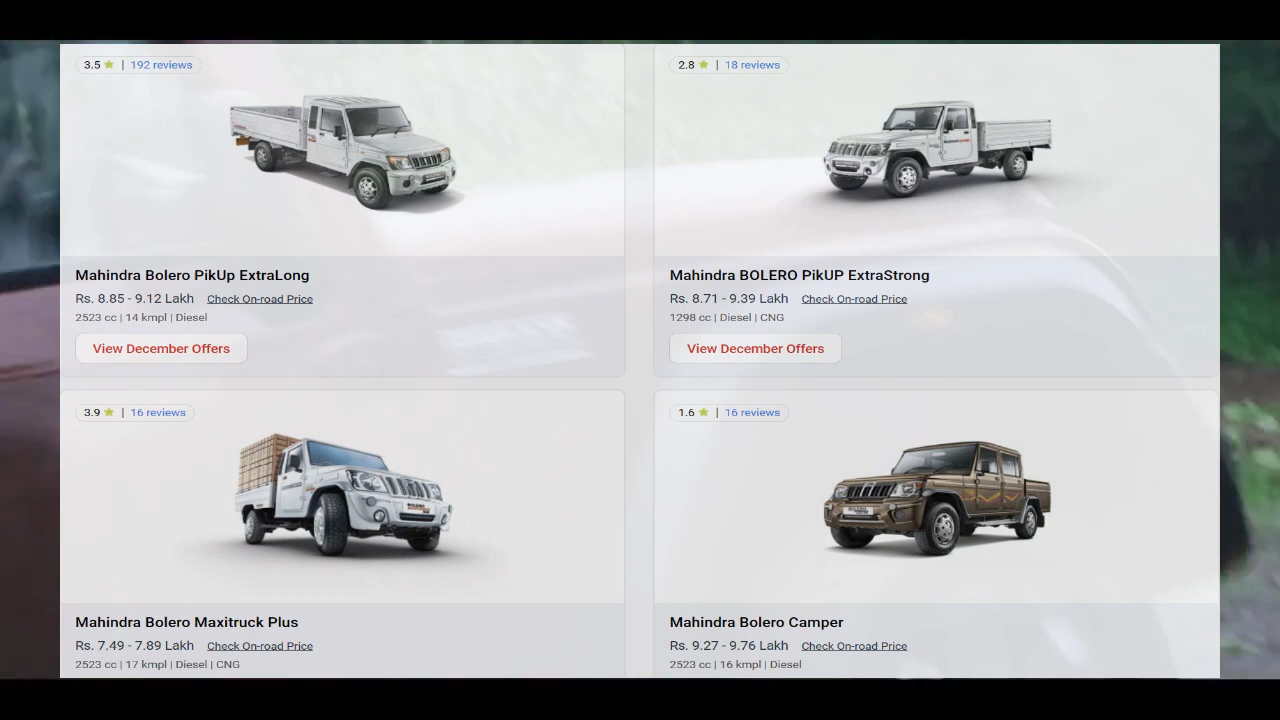 3.5 ★ | 192 reviews
Mahindra Bolero PikUp ExtraLong
Rs. 8.85 - 9.12 Lakh Check On-road Price
2523 cc | 14 kmpl | Diesel
View December Offers
2.8 ★ | 18 reviews
Mahindra BOLERO PikUP ExtraStrong
Rs. 8.71 - 9.39 Lakh Check On-road Price
1298 cc | Diesel | CNG
View December Offers
3.9 ★ | 16 reviews
BOLERO
Mahindra Bolero Maxitruck Plus
Rs. 7.49 - 7.89 Lakh Check On-road Price
2523 cc | 17 kmpl | Diesel | CNG
1.6 ★ | 16 reviews
Mahindra Bolero Camper
Rs. 9.27 - 9.76 Lakh Check On-road Price
2523 cc | 16 kmpl | Diesel